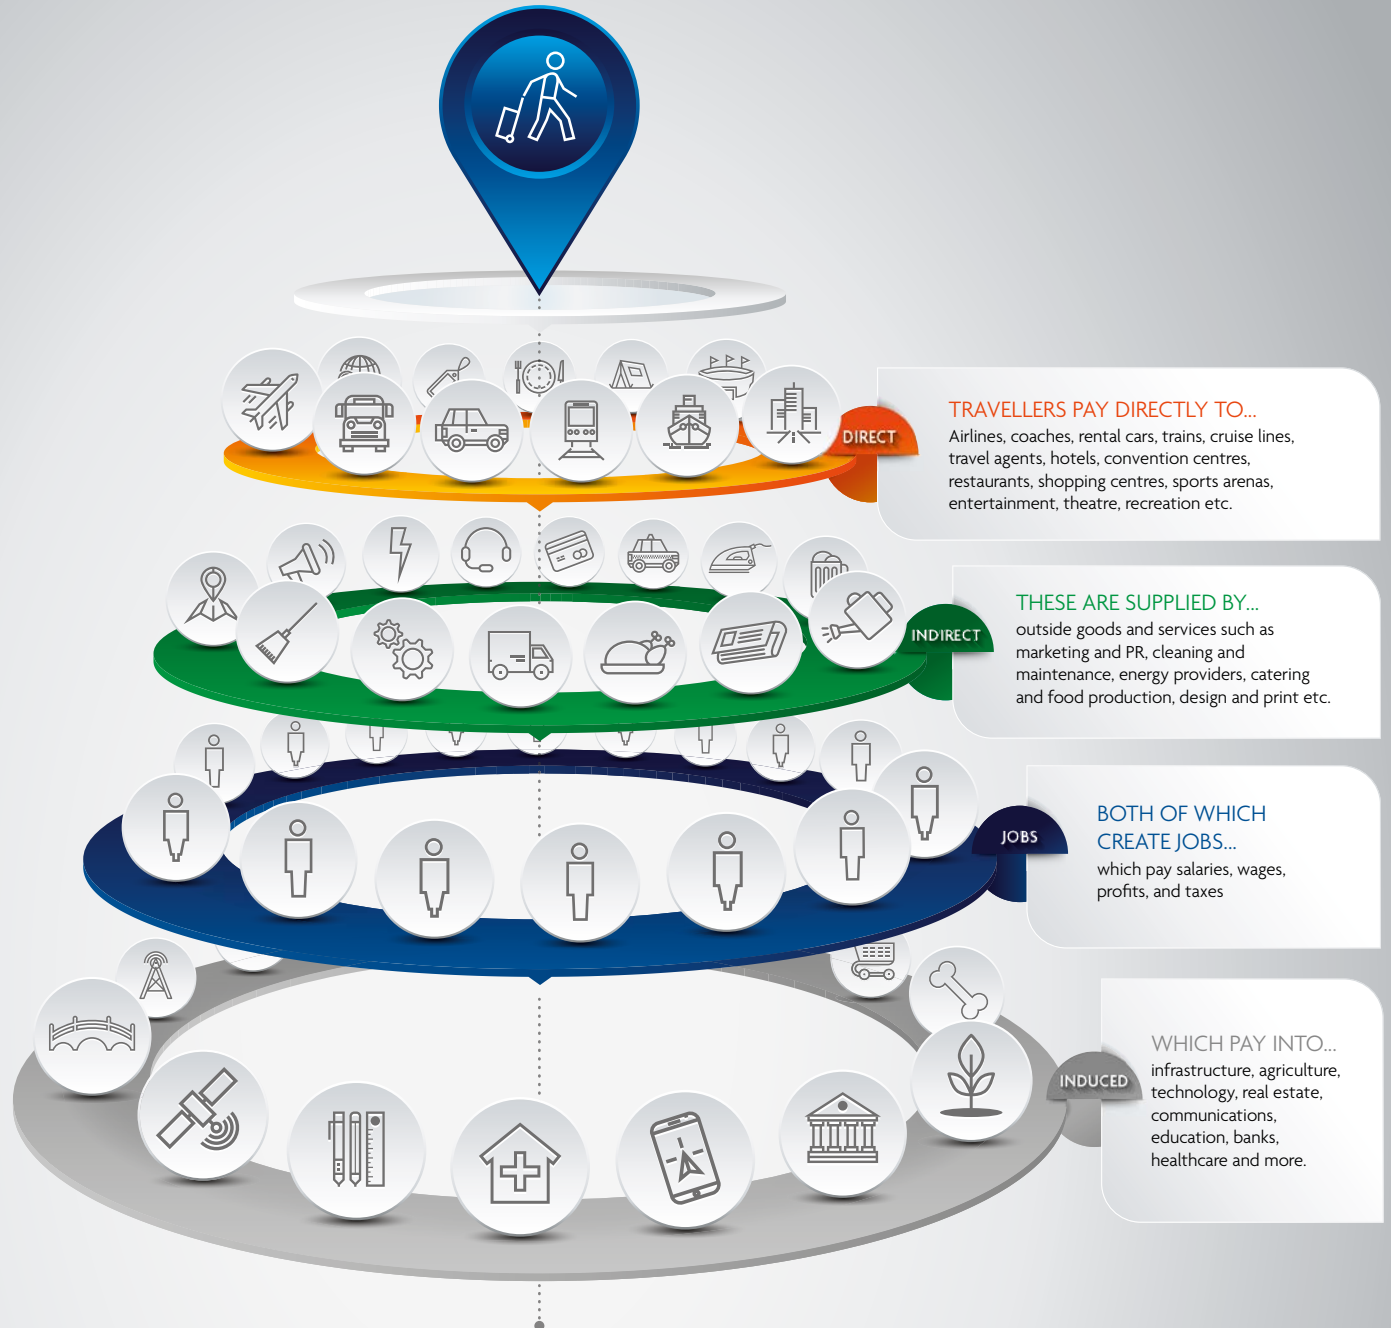 DIRECT
TRAVELLERS PAY DIRECTLY TO...
Airlines, coaches, rental cars, trains, cruise lines,
travel agents, hotels, convention centres,
restaurants, shopping centres, sports arenas,
entertainment, theatre, recreation etc.
INDIRECT
THESE ARE SUPPLIED BY...
outside goods and services such as
marketing and PR, cleaning and
maintenance, energy providers, catering
and food production, design and print etc.
JOBS
BOTH OF WHICH
CREATE JOBS...
which pay salaries, wages,
profits, and taxes
INDUCED
WHICH PAY INTO...
infrastructure, agriculture,
technology, real estate,
communications,
education, banks,
healthcare and more.